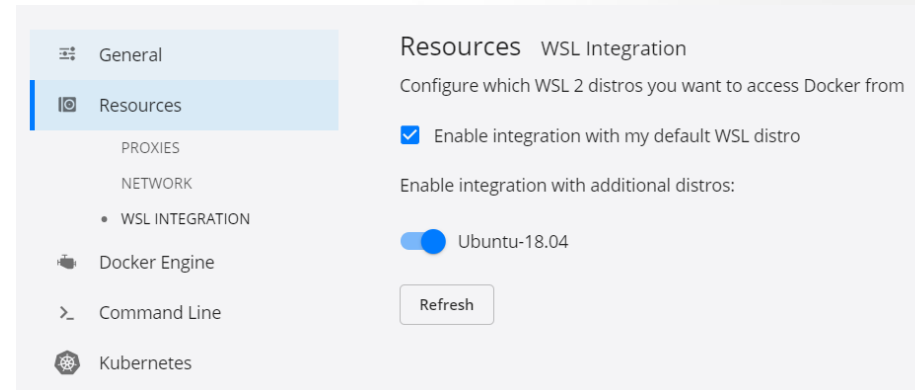 General
Resources
PROXIES
NETWORK
WSL INTEGRATION
Docker Engine
Command Line
Kubernetes
Resources WSL Integration
Configure which WSL 2 distros you want to access Docker from
Enable integration with my default WSL distro
Enable integration with additional distros:
Ubuntu-18.04
Refresh